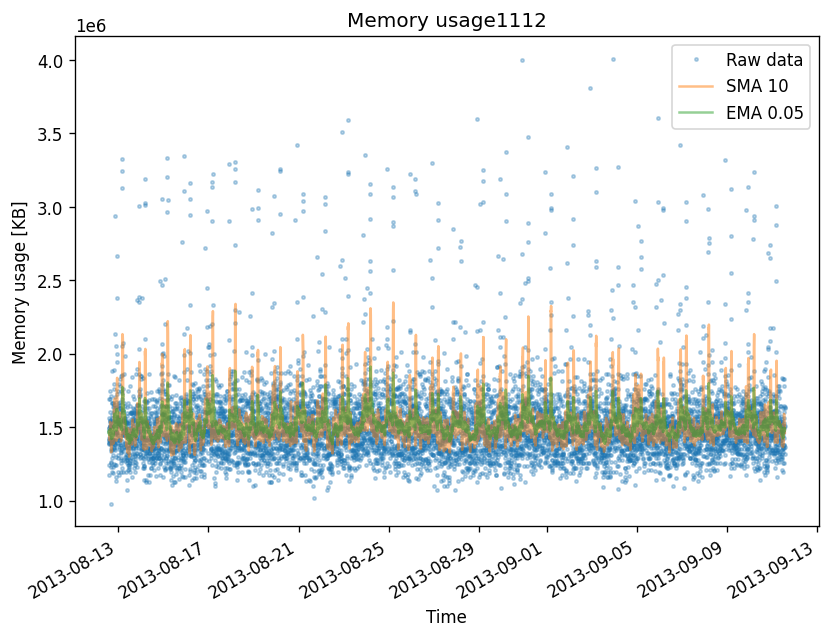 Memory usage1112
1e6
Raw data
SMA 10
EMA 0.05
4.0
3.5
3.0
2.5
2.0
1.5
1.0
Memory usage [KB]
2013-08-13
2013-08-17
2013-08-21
2013-08-25
2013-08-29
2013-09-01
2013-09-05
2013-09-09
2013-09-13
Time